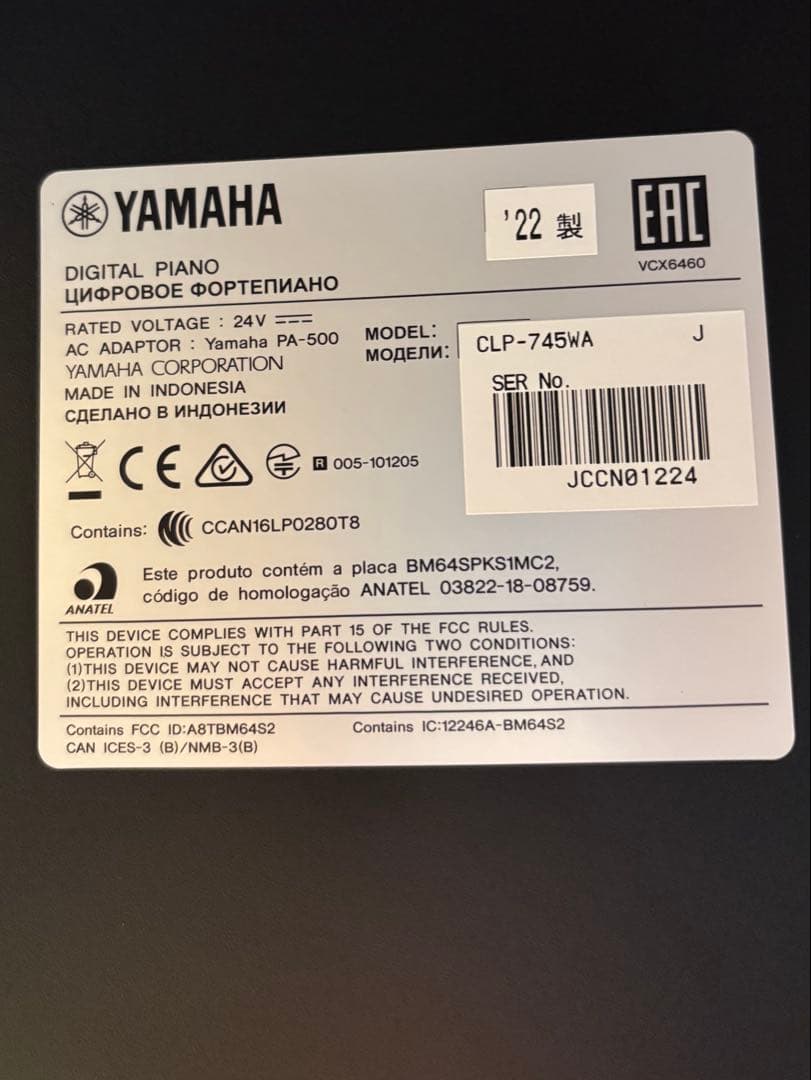 YAMAHA
'22 製
EAC
VCX6460
DIGITAL PIANO
ЦИФРОВОЕ ФОРТЕПИАНО
RATED VOLTAGE : 24V
AC ADAPTOR : Yamaha PA-500
YAMAHA CORPORATION
MADE IN INDONESIA
СДЕЛАНО В ИНДОНЕЗИИ
MODEL:
МОДЕЛИ:
CLP-745WA J
SER No.
JCCN01224
CE
R 005-101205
Contains: CCAN16LP0280T8
ANATEL
Este produto contém a placa BM64SPKS1MC2,
código de homologação ANATEL 03822-18-08759.
THIS DEVICE COMPLIES WITH PART 15 OF THE FCC RULES.
OPERATION IS SUBJECT TO THE FOLLOWING TWO CONDITIONS:
(1)THIS DEVICE MAY NOT CAUSE HARMFUL INTERFERENCE, AND
(2)THIS DEVICE MUST ACCEPT ANY INTERFERENCE RECEIVED,
INCLUDING INTERFERENCE THAT MAY CAUSE UNDESIRED OPERATION.
Contains FCC ID:A8TBM64S2 Contains IC:12246A-BM64S2
CAN ICES-3 (B)/NMB-3(B)